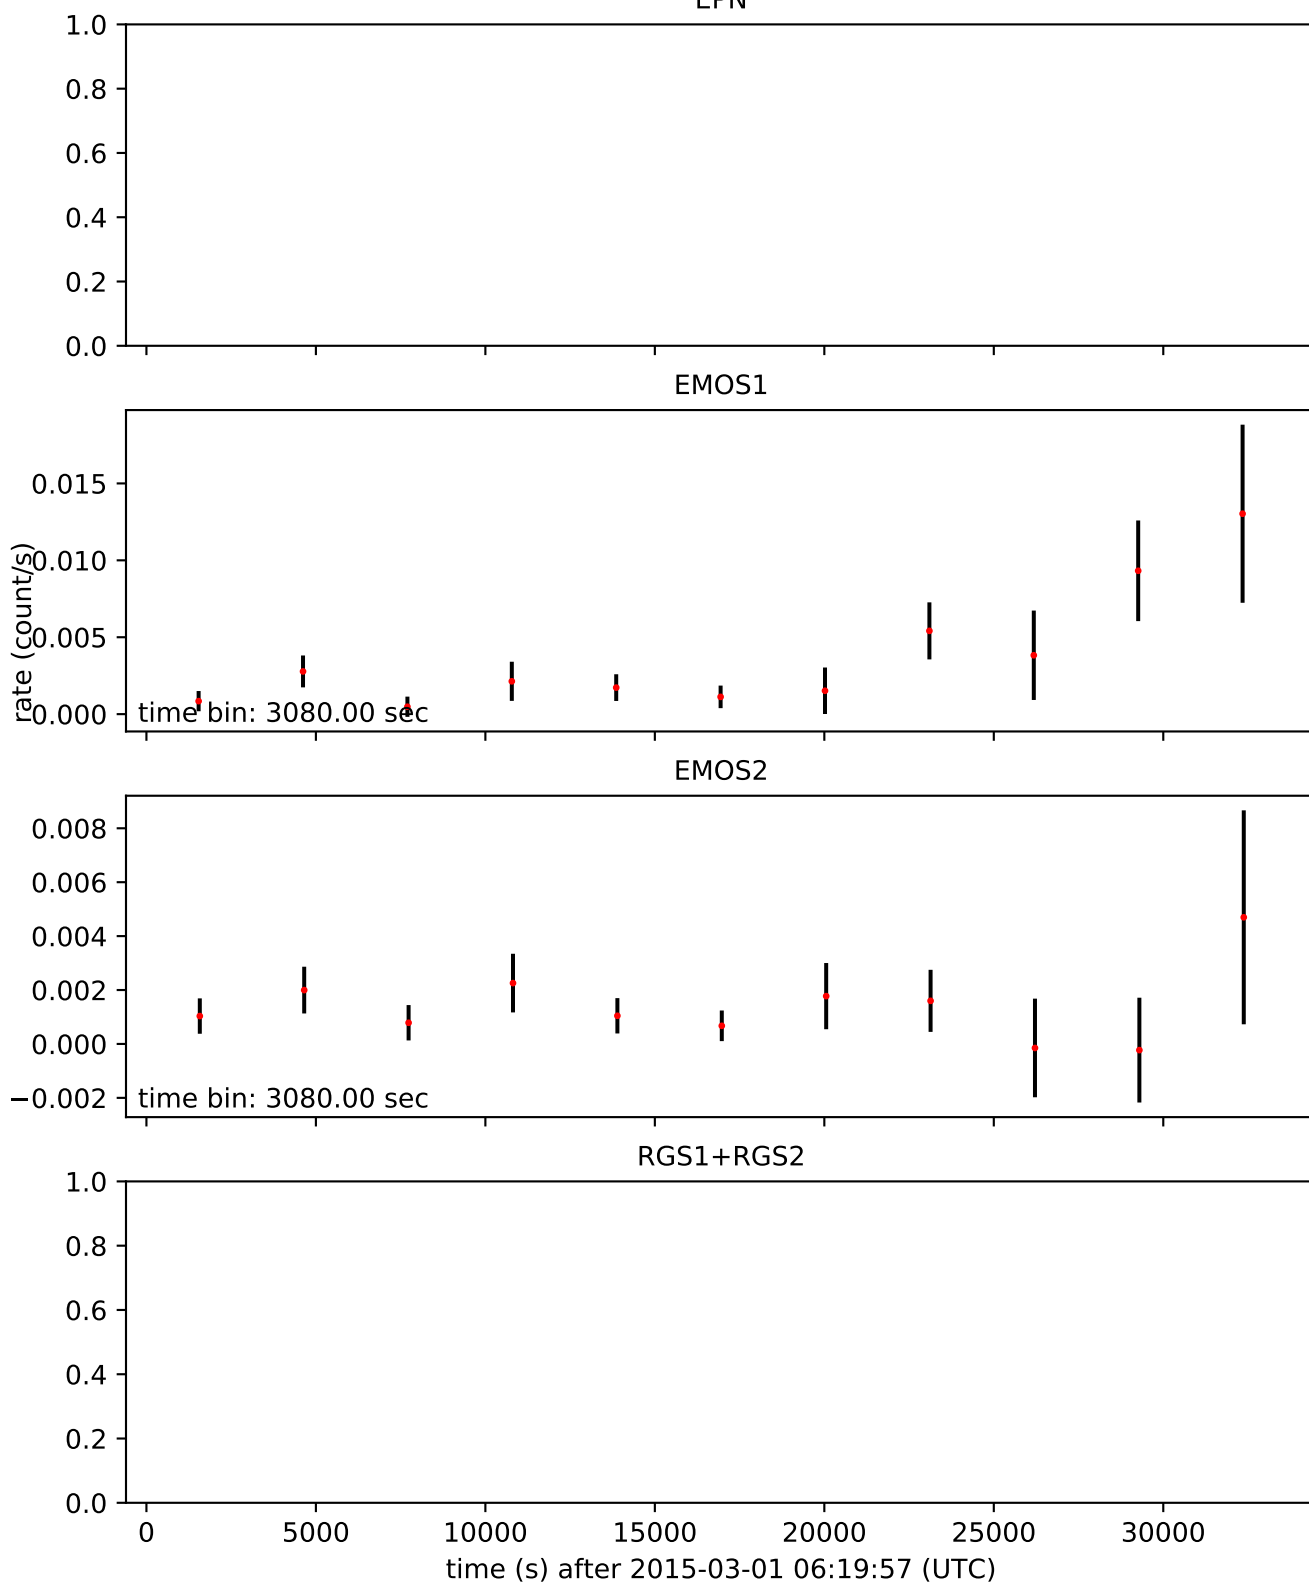 EPN
1.0
0.8
0.6
0.4
0.2
0.0
EMOS1
rate (count/s)
0.015
0.010
0.005
0.000
time bin: 3080.00 sec
EMOS2
0.008
0.006
0.004
0.002
0.000
−0.002
time bin: 3080.00 sec
RGS1+RGS2
1.0
0.8
0.6
0.4
0.2
0.0
0 5000 10000 15000 20000 25000 30000
time (s) after 2015-03-01 06:19:57 (UTC)